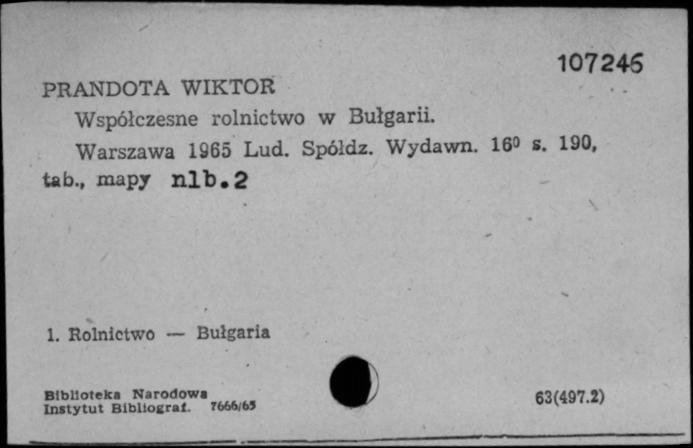 107246
PRANDOTA WIKTOR
Współczesne rolnictwo w Bułgarii.
Warszawa 1965 Lud. Spółdz. Wydawn. 16⁰ s. 190,
tab., mapy nlb.2
1. Rolnictwo — Bułgaria
Biblioteka Narodowa
Instytut Bibliograf. 7666/65
63(497.2)